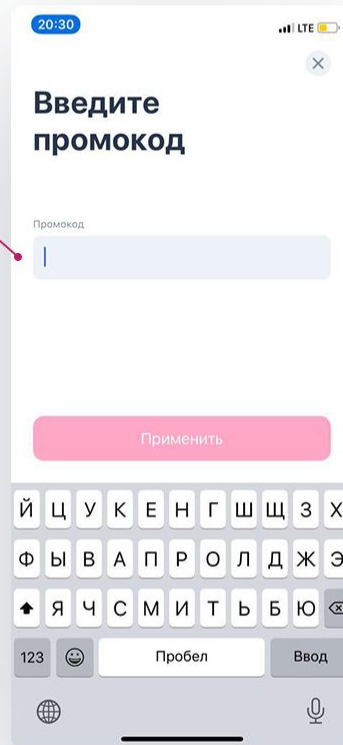 20:30 LTE
Введите
промокод
Промокод
Применить
Й Ц У К Е Н Г Ш Щ З Х
Ф Ы В А П Р О Л Д Ж Э
Я Ч С М И Т Ь Б Ю
123 Пробел Ввод